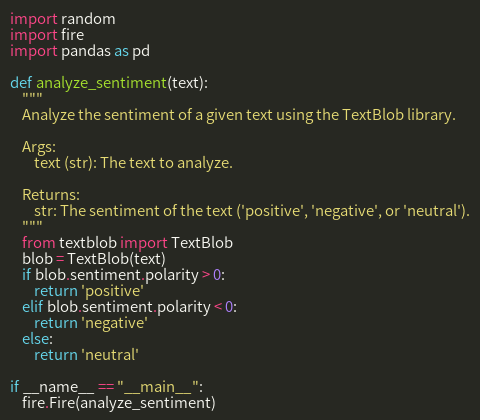 import random
import fire
import pandas as pd

def analyze_sentiment(text):
    """
    Analyze the sentiment of a given text using the TextBlob library.

    Args:
        text (str): The text to analyze.

    Returns:
        str: The sentiment of the text ('positive', 'negative', or 'neutral').
    """
    from textblob import TextBlob
    blob = TextBlob(text)
    if blob.sentiment.polarity > 0:
        return 'positive'
    elif blob.sentiment.polarity < 0:
        return 'negative'
    else:
        return 'neutral'

if __name__ == "__main__":
    fire.Fire(analyze_sentiment)